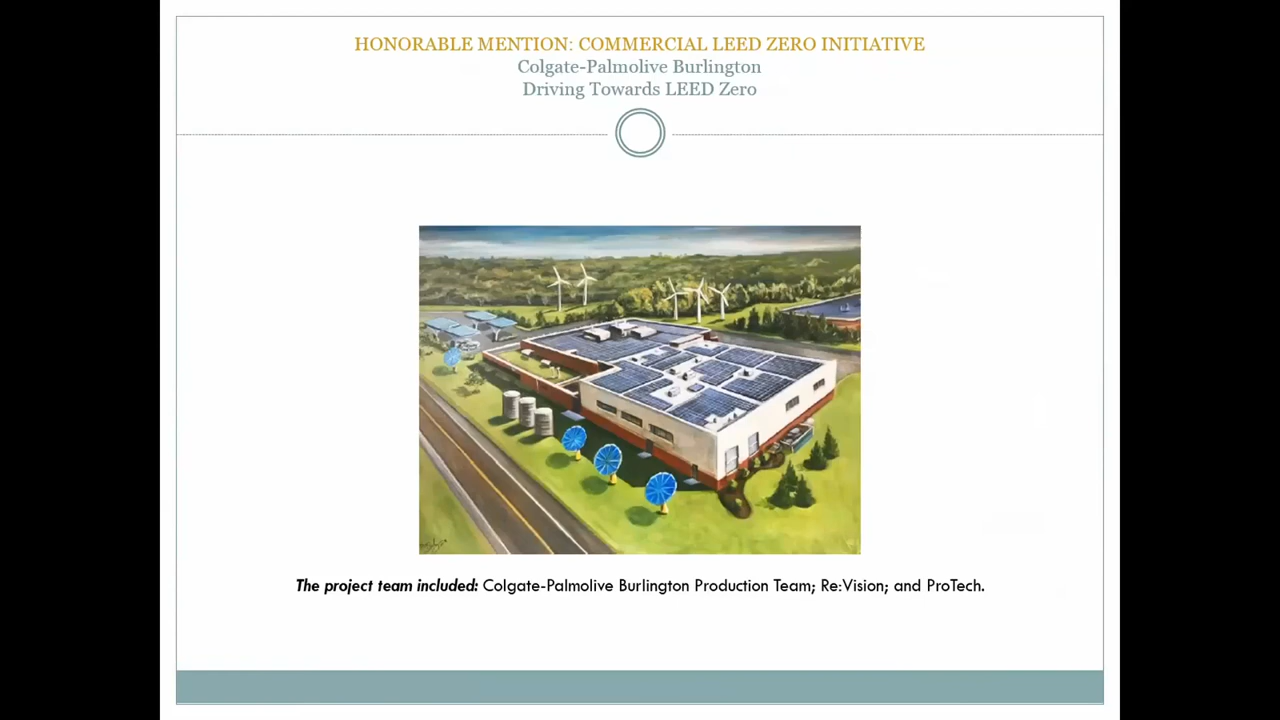 HONORABLE MENTION: COMMERCIAL LEED ZERO INITIATIVE
Colgate-Palmolive Burlington
Driving Towards LEED Zero
The project team included: Colgate-Palmolive Burlington Production Team; Re:Vision; and ProTech.